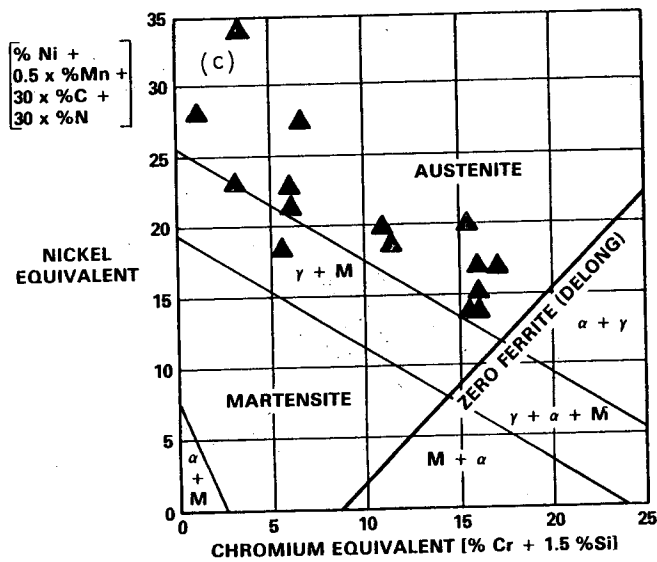 35
(c)
% Ni +
0.5 x %Mn +
30 x %C +
30 x %N
30
25
AUSTENITE
20
NICKEL
EQUIVALENT
γ + M
ZERO FERRITE (DELONG)
15
α + γ
10
MARTENSITE
γ + α + M
5
α
+
M
M + α
0
0
5
10
15
20
25
CHROMIUM EQUIVALENT [% Cr + 1.5 %Si]